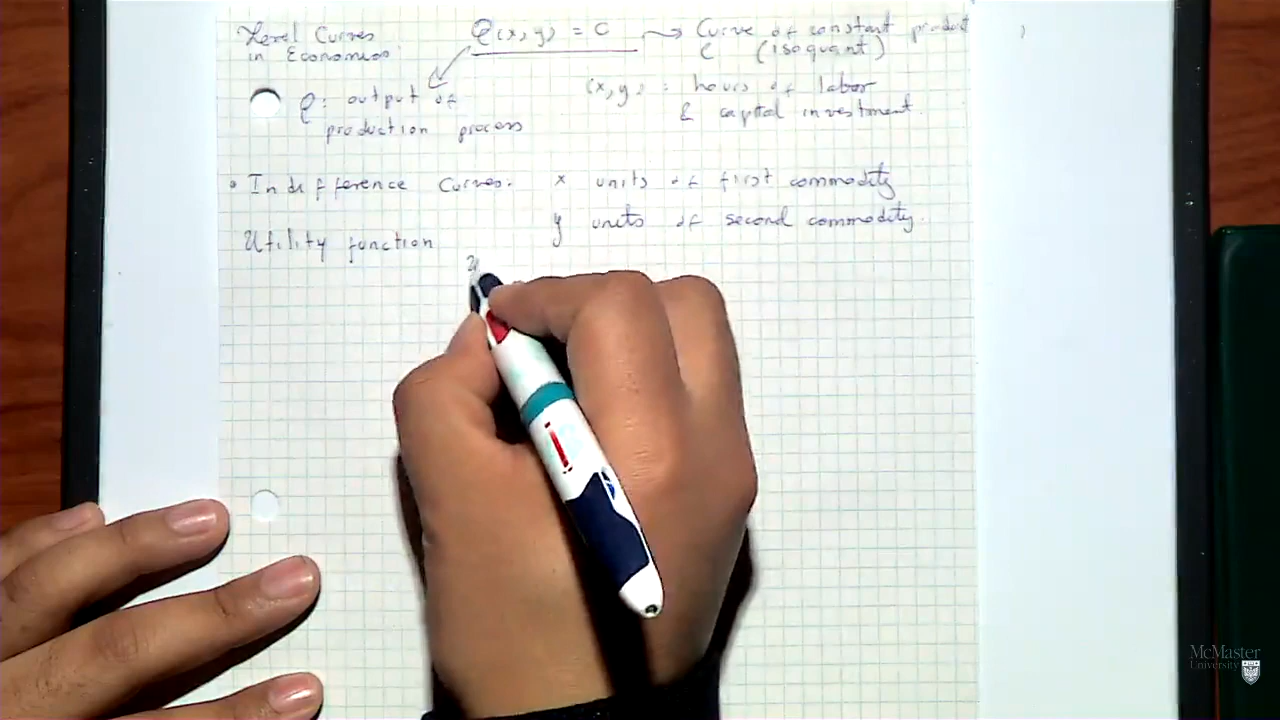 Level Curves
in Economics:
Q(x,y) = C → Curve of constant product
C (isoquant)
Q: output of
production process
(x,y) : hours of labor
& capital investment.
• Indifference Curves: x units of first commodity
y units of second commodity.
Utility function
U
McMaster
University